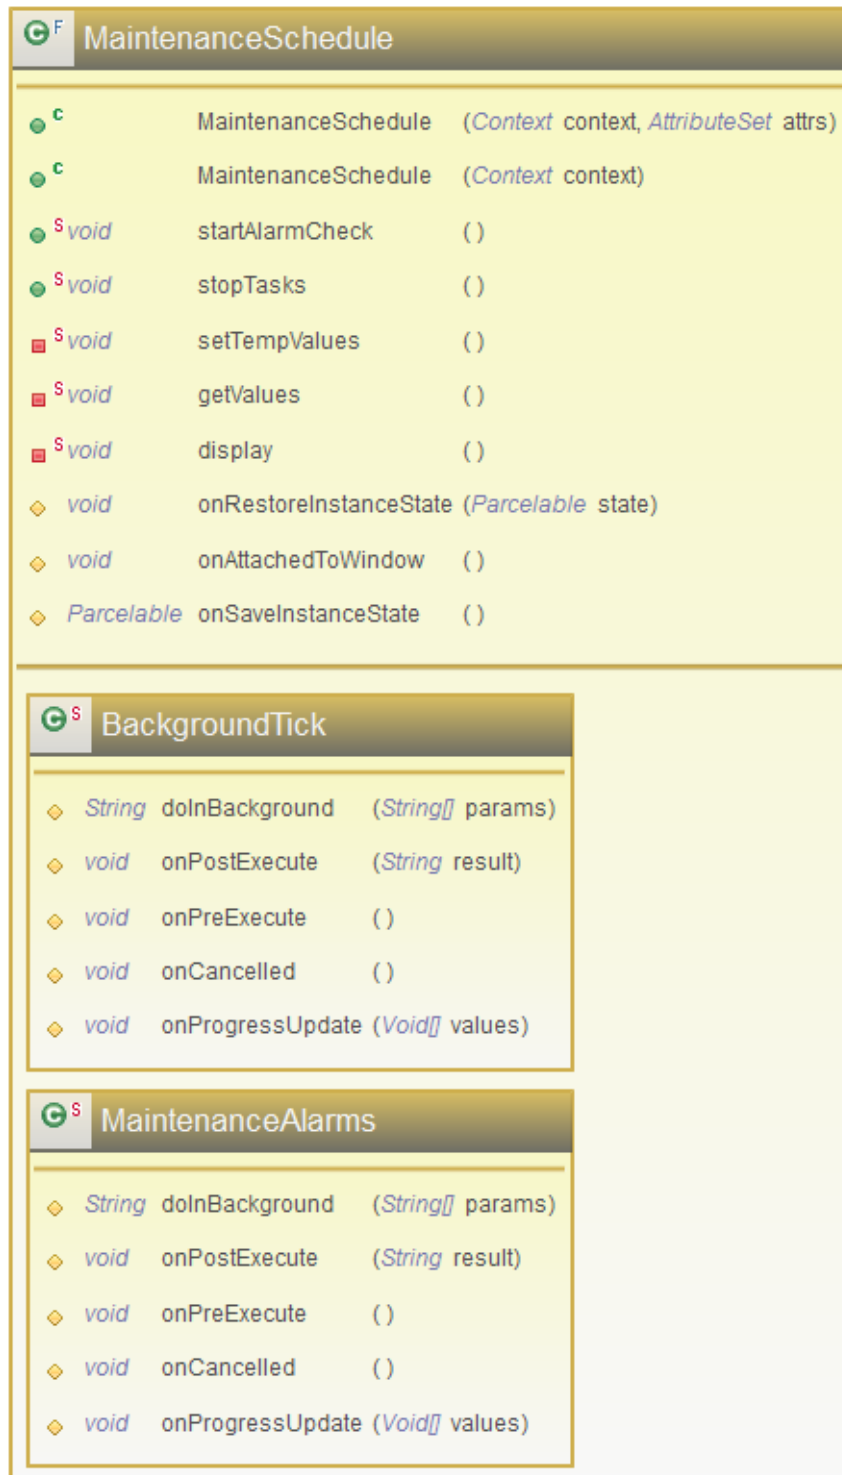 C F MaintenanceSchedule
C MaintenanceSchedule (Context context, AttributeSet attrs)
C MaintenanceSchedule (Context context)
S void startAlarmCheck ( )
S void stopTasks ( )
S void setTempValues ( )
S void getValues ( )
S void display ( )
void onRestoreInstanceState (Parcelable state)
void onAttachedToWindow ( )
Parcelable onSaveInstanceState ( )
C S BackgroundTick
String doInBackground (String[] params)
void onPostExecute (String result)
void onPreExecute ( )
void onCancelled ( )
void onProgressUpdate (Void[] values)
C S MaintenanceAlarms
String doInBackground (String[] params)
void onPostExecute (String result)
void onPreExecute ( )
void onCancelled ( )
void onProgressUpdate (Void[] values)